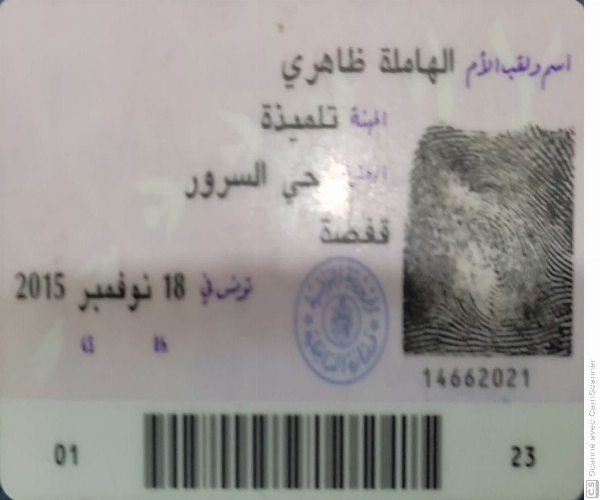 اسم ولقب الأم الهاملة ظاهري
المهنة تلميذة
العنوان حي السرور
قفصة
تونس في 18 نوفمبر 2015
14662021
01
23
CS Scanné avec CamScanner